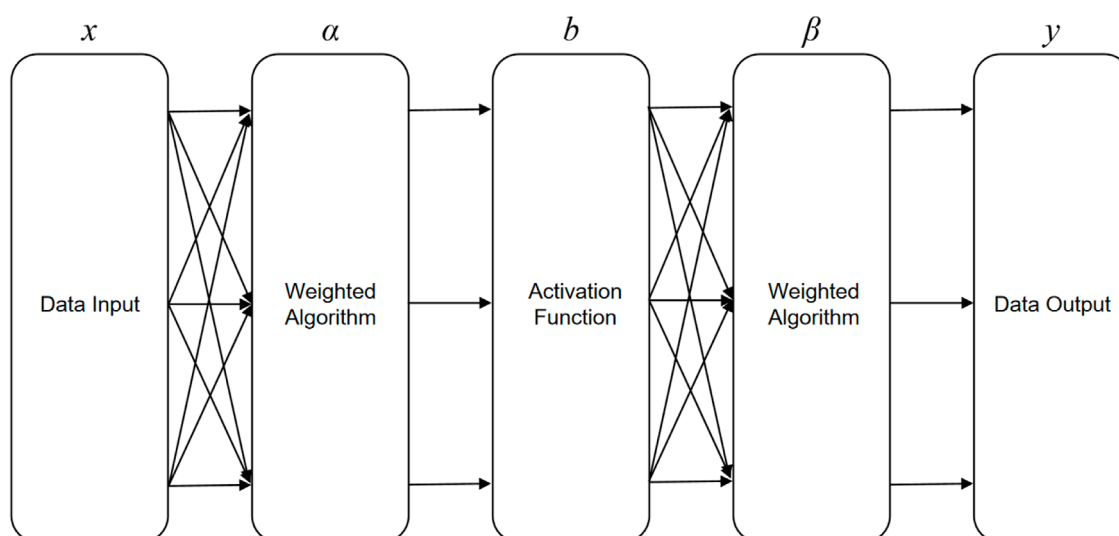 x α b β y
Data Input
Weighted
Algorithm
Activation
Function
Weighted
Algorithm
Data Output